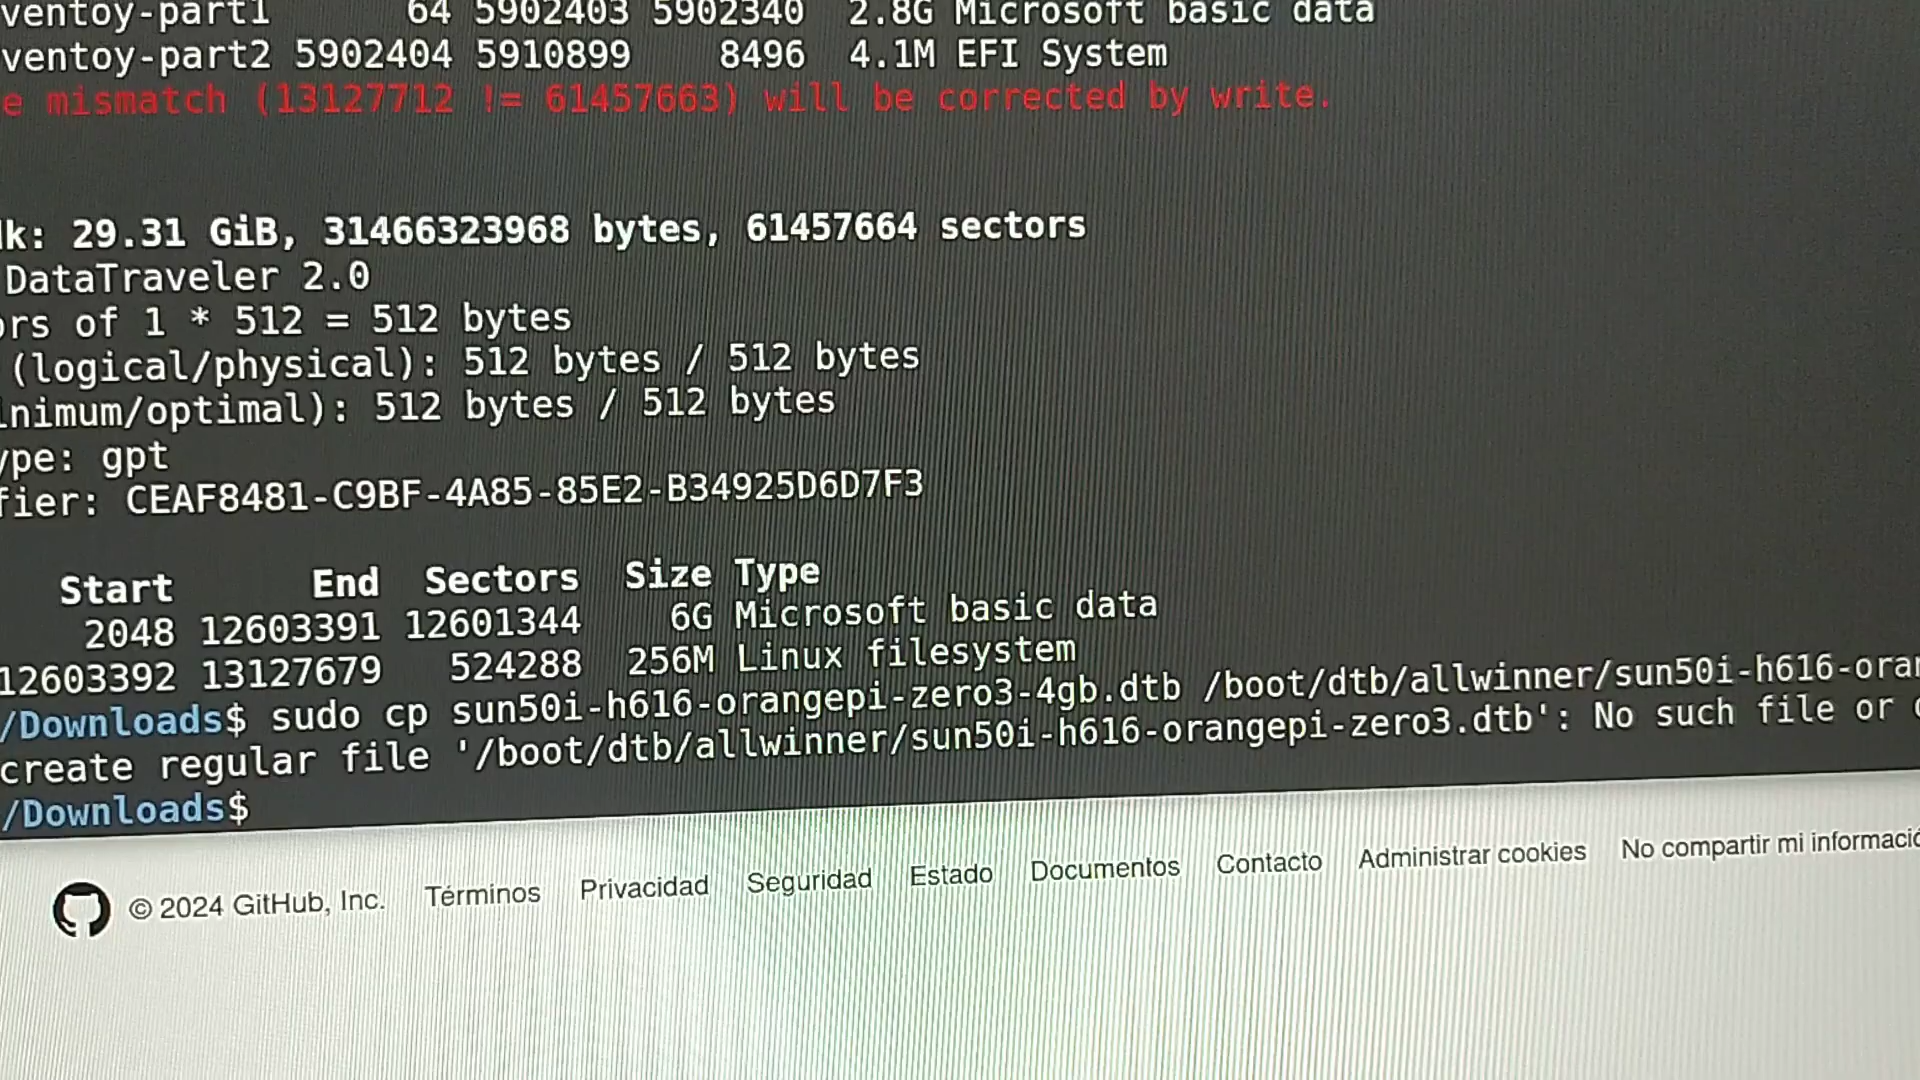 ventoy-part1 64 5902403 5902340 2.8G Microsoft basic data
ventoy-part2 5902404 5910899 8496 4.1M EFI System
e mismatch (13127712 != 61457663) will be corrected by write.
lk: 29.31 GiB, 31466323968 bytes, 61457664 sectors
DataTraveler 2.0
ors of 1 * 512 = 512 bytes
(logical/physical): 512 bytes / 512 bytes
inimum/optimal): 512 bytes / 512 bytes
ype: gpt
fier: CEAF8481-C9BF-4A85-85E2-B34925D6D7F3
Start End Sectors Size Type
2048 12603391 12601344 6G Microsoft basic data
12603392 13127679 524288 256M Linux filesystem
/Downloads$ sudo cp sun50i-h616-orangepi-zero3-4gb.dtb /boot/dtb/allwinner/sun50i-h616-oran
create regular file '/boot/dtb/allwinner/sun50i-h616-orangepi-zero3.dtb': No such file or
/Downloads$
© 2024 GitHub, Inc. Términos Privacidad Seguridad Estado Documentos Contacto Administrar cookies No compartir mi informació